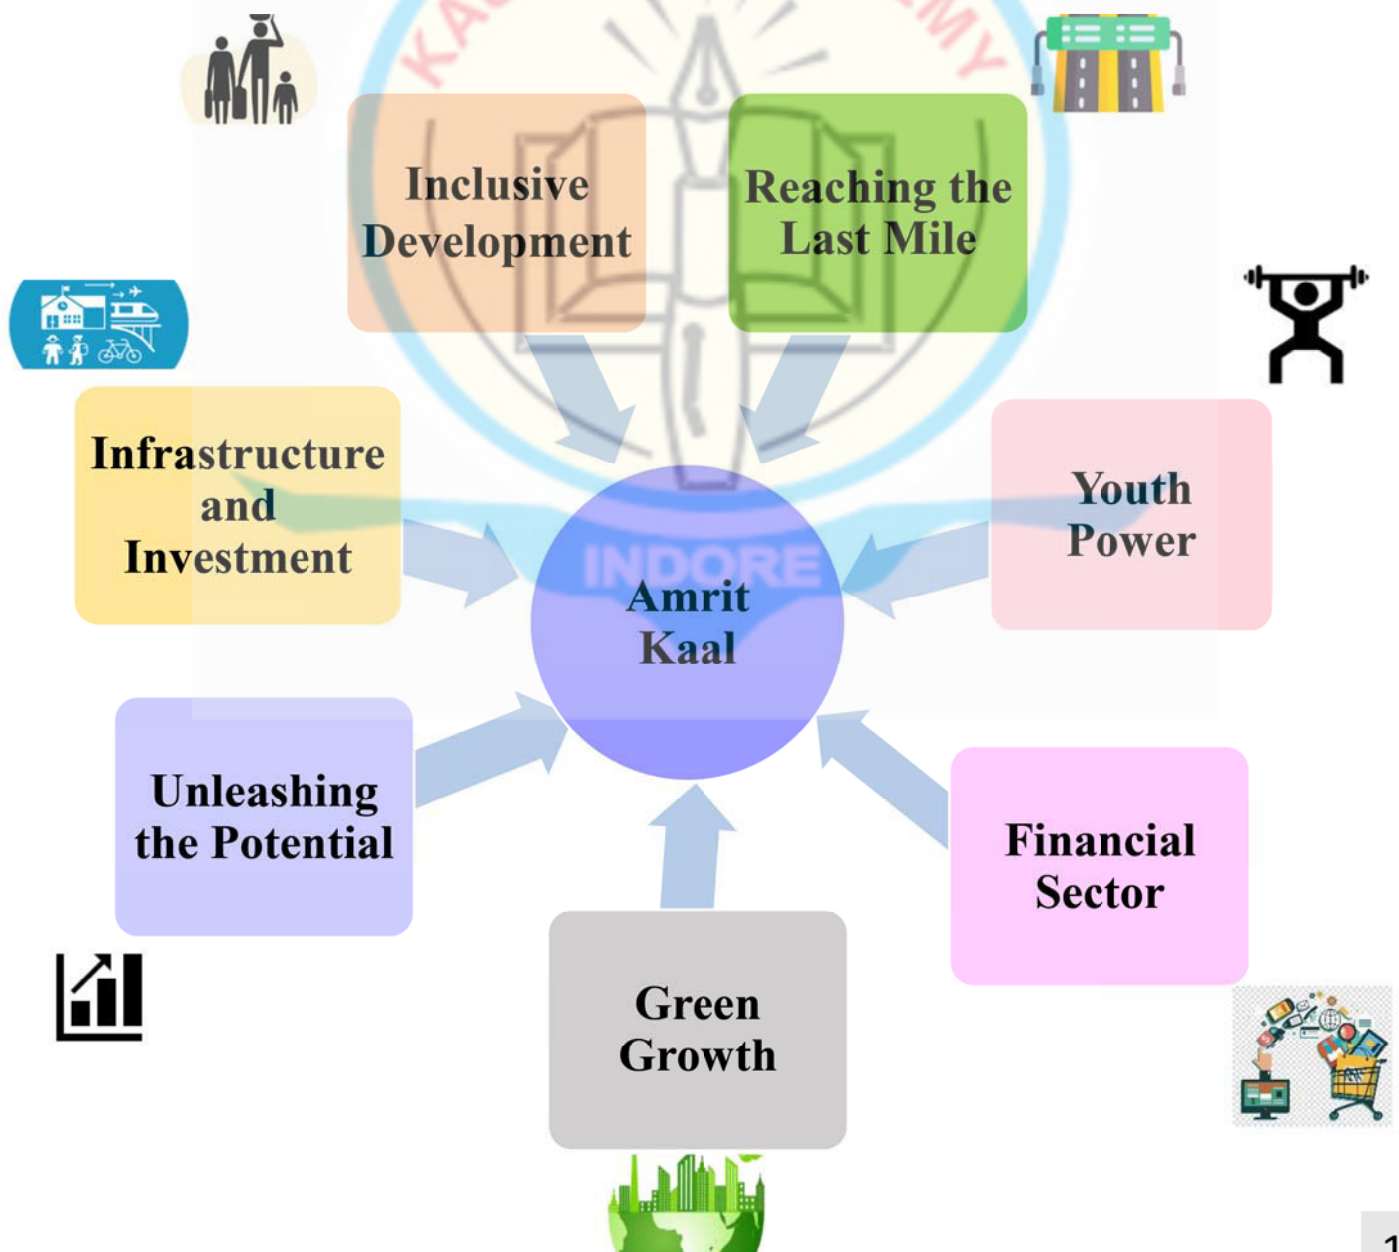 Inclusive
Development
Reaching the
Last Mile
Infrastructure
and
Investment
Youth
Power
INDORE
Amrit
Kaal
Unleashing
the Potential
Financial
Sector
Green
Growth
1